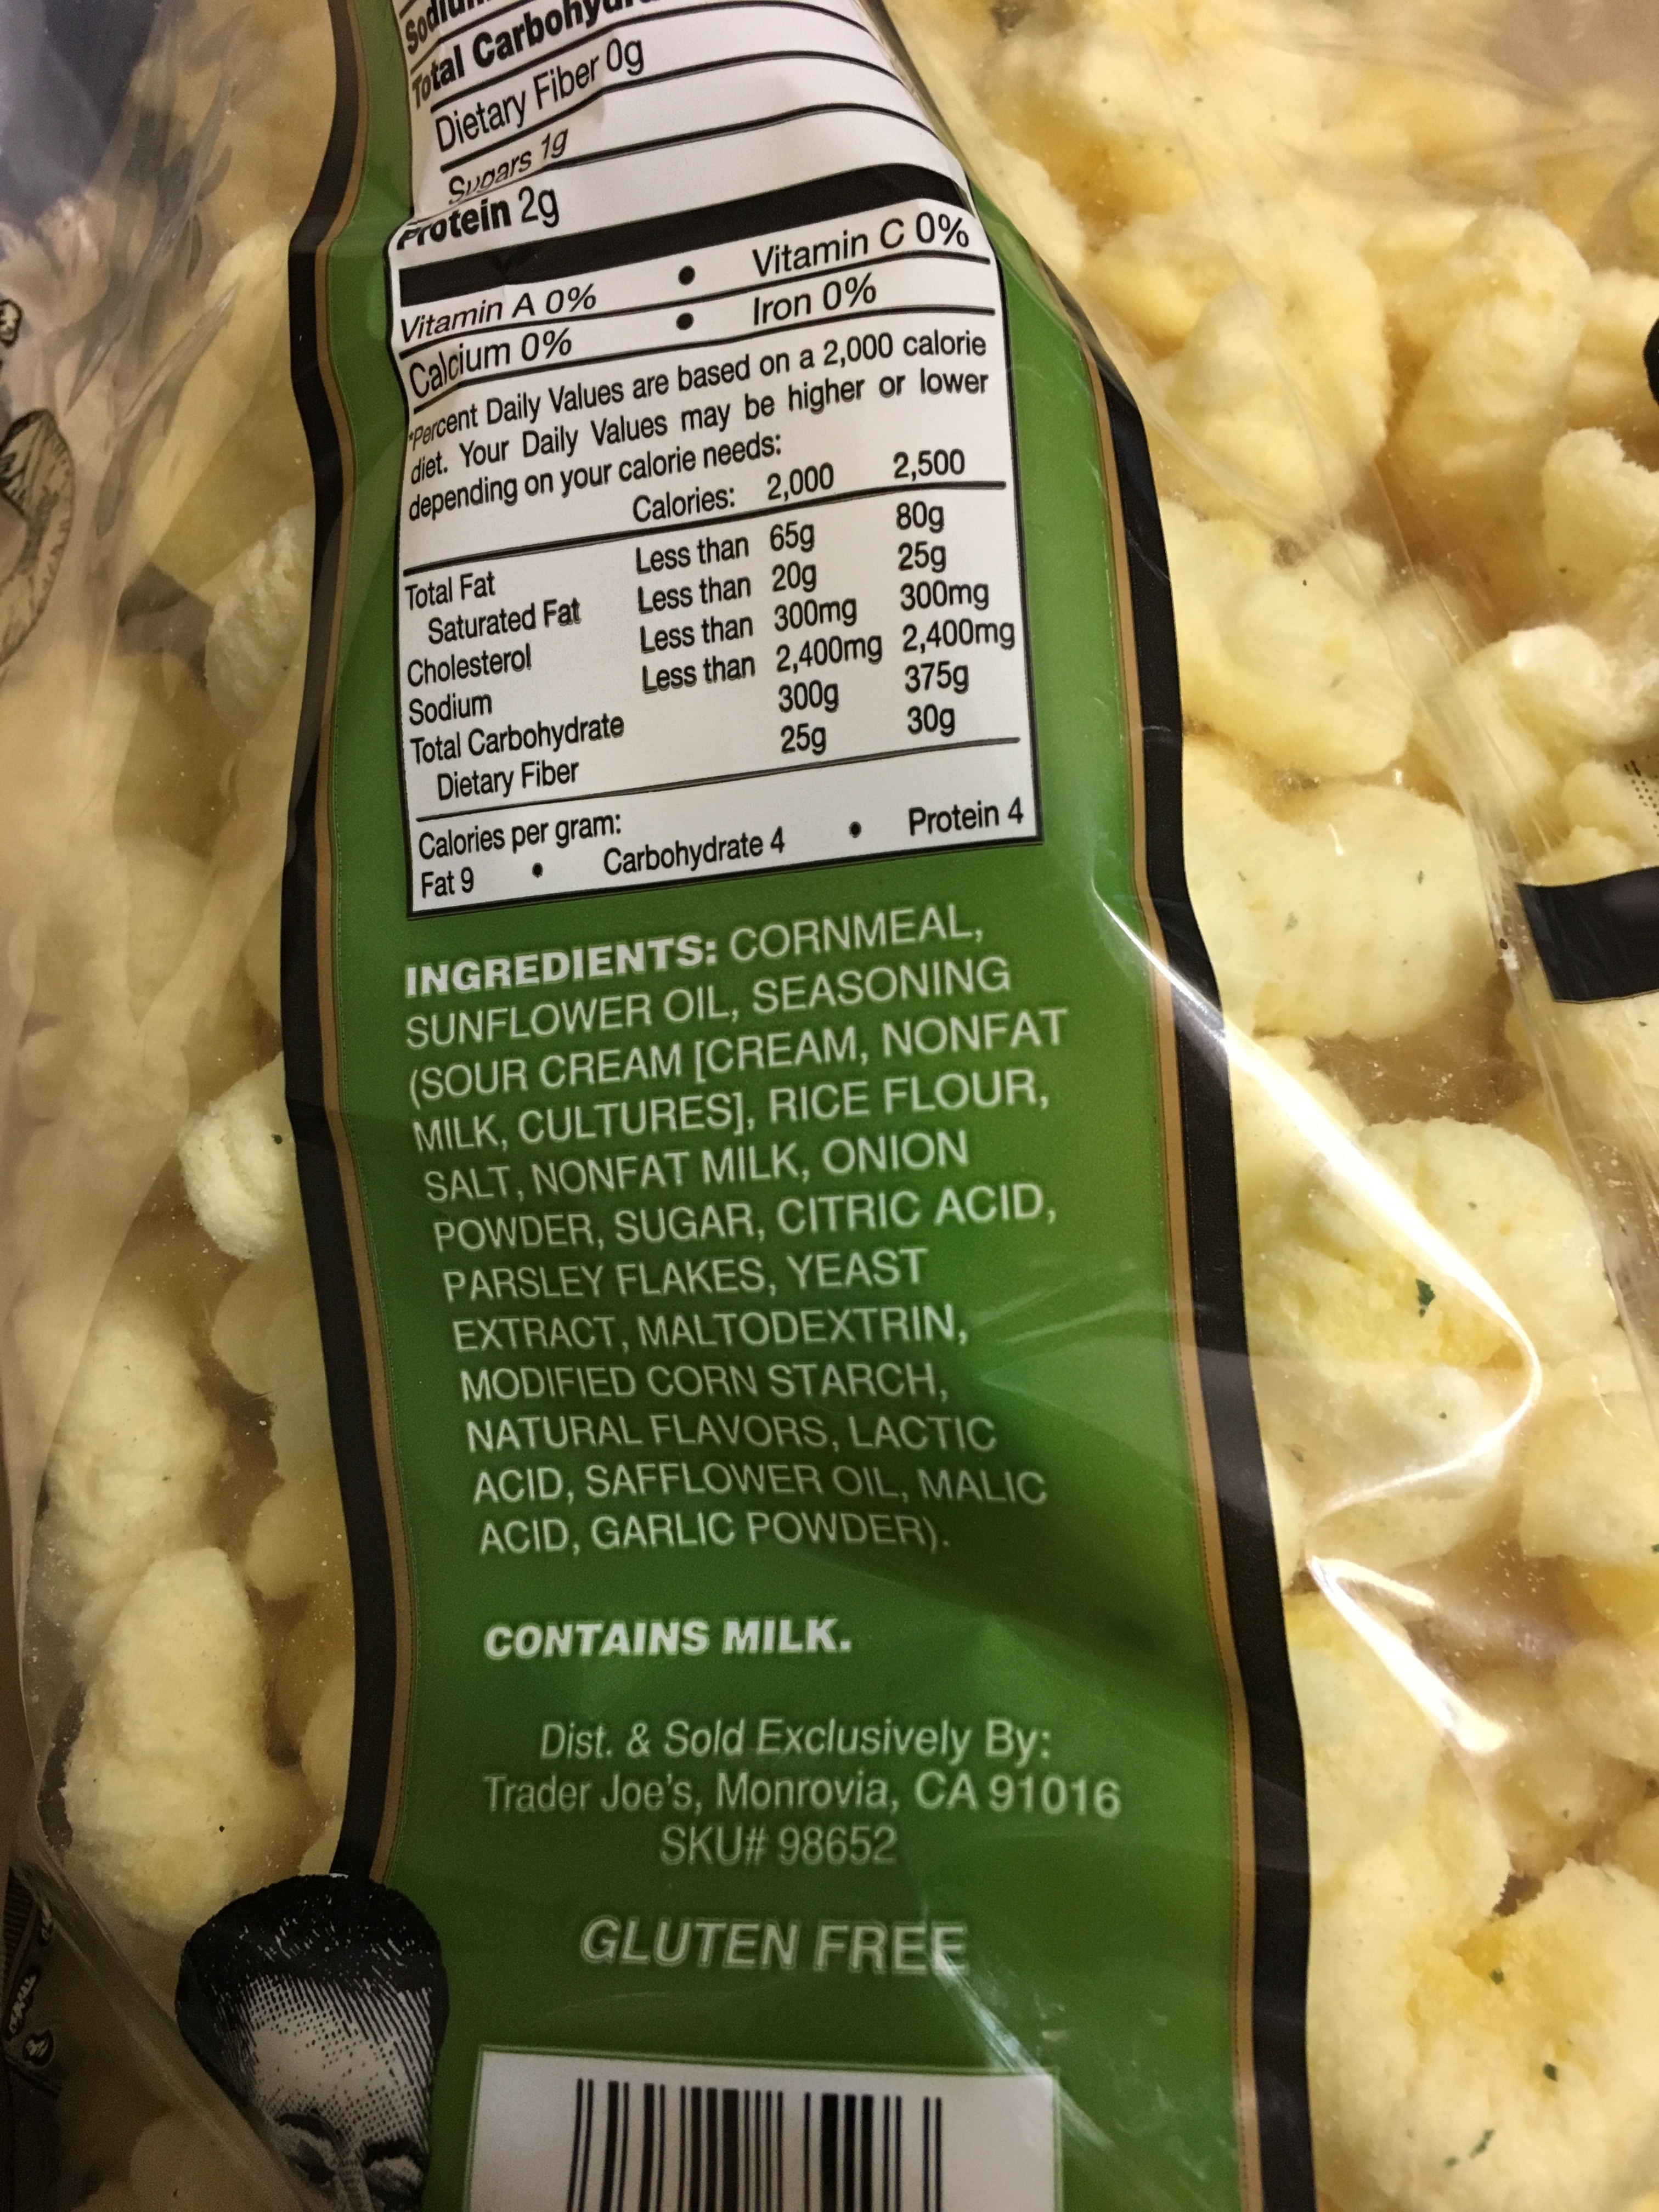 Total
Dietary Fiber 0g
Sugars 1g
Protein 2g
Vitamin A 0% • Vitamin C 0%
Calcium 0% • Iron 0%
*Percent Daily Values are based on a 2,000 calorie
diet. Your Daily Values may be higher or lower
depending on your calorie needs:
Calories: 2,000 2,500
Total Fat Less than 65g 80g
Saturated Fat Less than 20g 25g
Cholesterol Less than 300mg 300mg
Sodium Less than 2,400mg 2,400mg
Total Carbohydrate 300g 375g
Dietary Fiber 25g 30g
Calories per gram:
Fat 9 • Carbohydrate 4 • Protein 4
INGREDIENTS: CORNMEAL,
SUNFLOWER OIL, SEASONING
(SOUR CREAM [CREAM, NONFAT
MILK, CULTURES], RICE FLOUR,
SALT, NONFAT MILK, ONION
POWDER, SUGAR, CITRIC ACID,
PARSLEY FLAKES, YEAST
EXTRACT, MALTODEXTRIN,
MODIFIED CORN STARCH,
NATURAL FLAVORS, LACTIC
ACID, SAFFLOWER OIL, MALIC
ACID, GARLIC POWDER).
CONTAINS MILK.
Dist. & Sold Exclusively By:
Trader Joe's, Monrovia, CA 91016
SKU# 98652
GLUTEN FREE